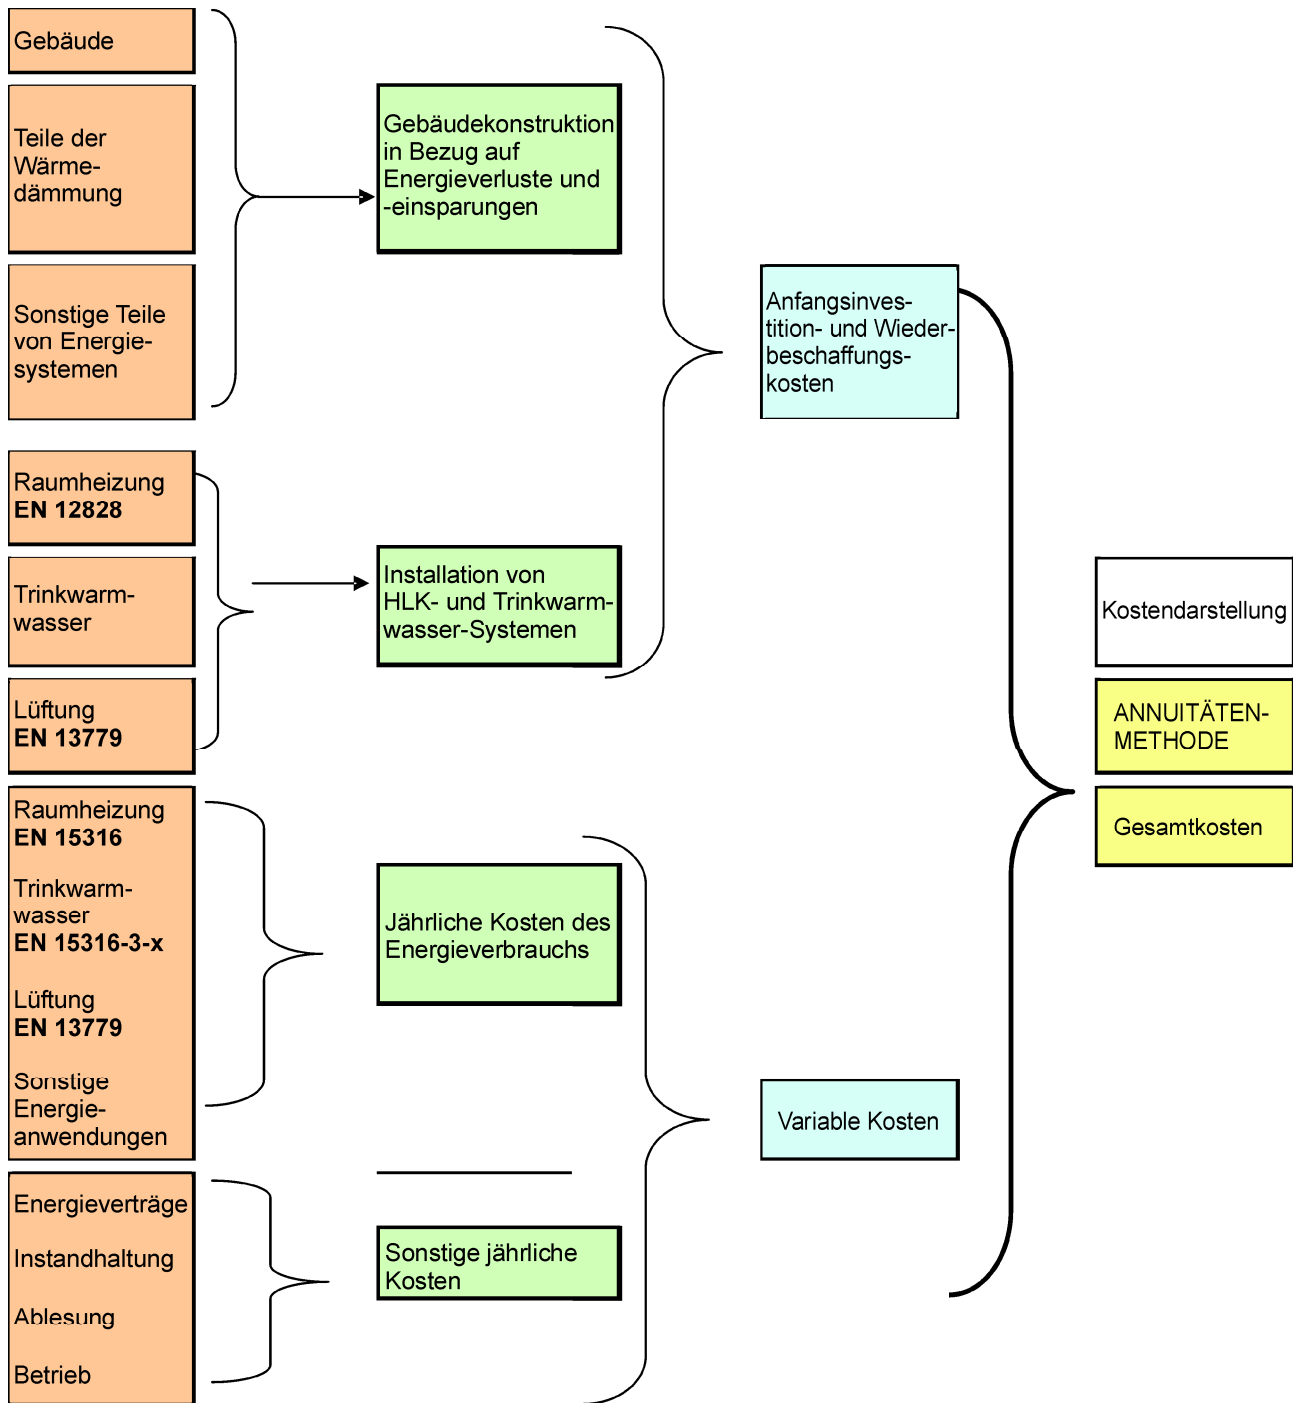 Gebäude
Teile der
Wärme-
dämmung
Sonstige Teile
von Energie-
systemen
Raumheizung
EN 12828
Trinkwarm-
wasser
Lüftung
EN 13779
Raumheizung
EN 15316
Trinkwarm-
wasser
EN 15316-3-x
Lüftung
EN 13779
Sonstige
Energie-
anwendungen
Energieverträge
Instandhaltung
Ablesung
Betrieb
Gebäudekonstruktion
in Bezug auf
Energieverluste und
-einsparungen
Installation von
HLK- und Trinkwarm-
wasser-Systemen
Jährliche Kosten des
Energieverbrauchs
Sonstige jährliche
Kosten
Anfangsinves-
tition- und Wieder-
beschaffungs-
kosten
Variable Kosten
Kostendarstellung
ANNUITÄTEN-
METHODE
Gesamtkosten